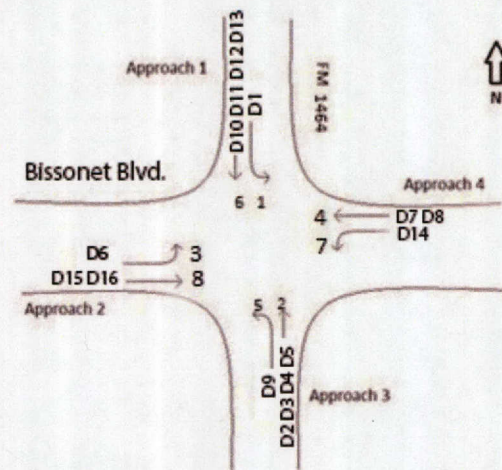 Approach 1
D10 D11 D12 D13
D1
FM 1464
N
Bissonet Blvd.
Approach 4
6 1
4
D7 D8
7
D14
D6
3
D15 D16
8
Approach 2
5 2
D9
D2 D3 D4 D5
Approach 3